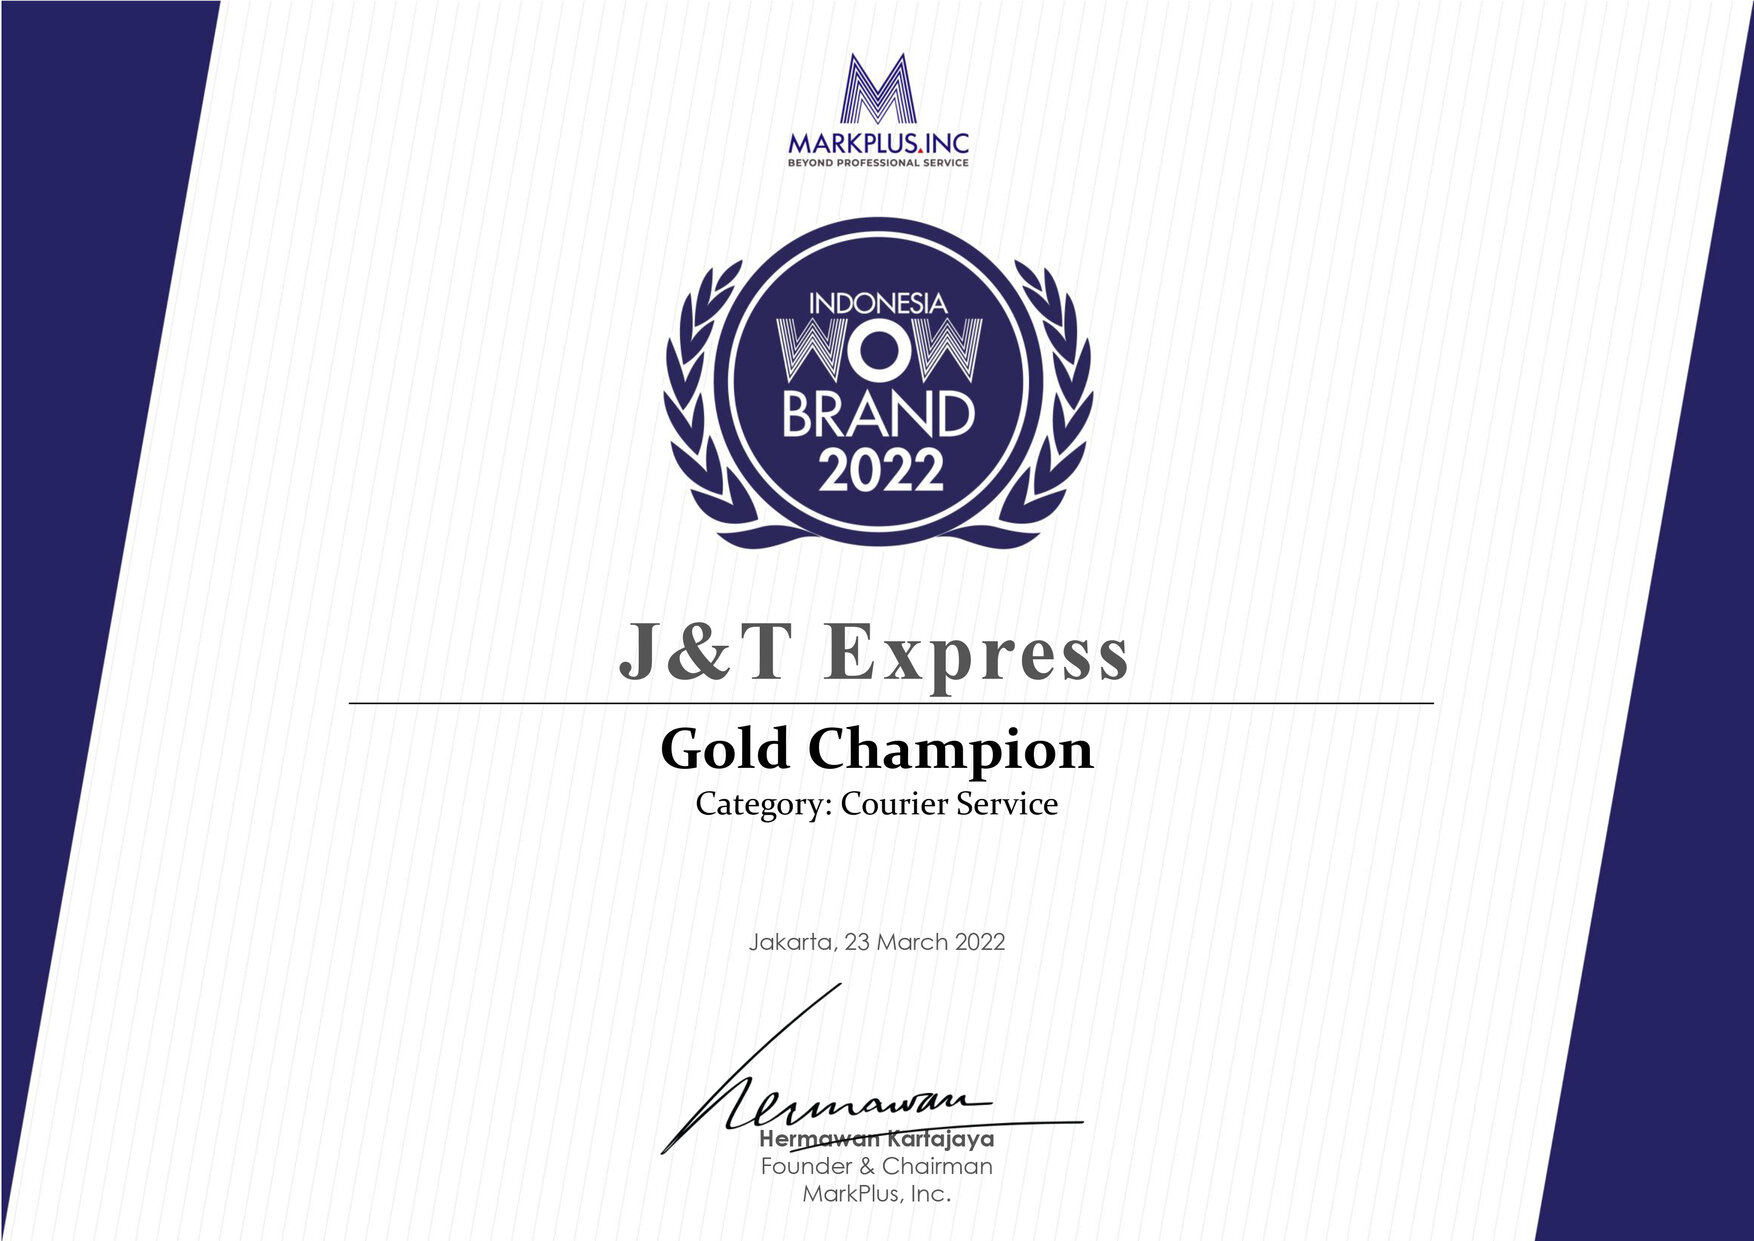 MARKPLUS.INC
BEYOND PROFESSIONAL SERVICE
INDONESIA
WOW
BRAND
2022
J&T Express
Gold Champion
Category: Courier Service
Jakarta, 23 March 2022
Hermawan
Hermawan Kartajaya
Founder & Chairman
MarkPlus, Inc.